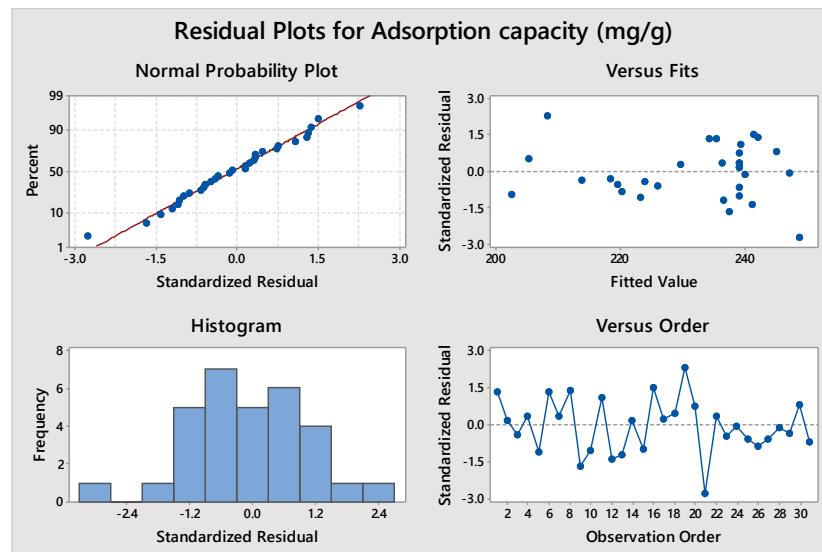 Residual Plots for Adsorption capacity (mg/g)
Normal Probability Plot
99
90
50
10
1
Percent
-3.0 -1.5 0.0 1.5 3.0
Standardized Residual
Versus Fits
3.0
1.5
0.0
-1.5
-3.0
Standardized Residual
200 220 240
Fitted Value
Histogram
8
6
4
2
0
Frequency
-2.4 -1.2 0.0 1.2 2.4
Standardized Residual
Versus Order
3.0
1.5
0.0
-1.5
-3.0
Standardized Residual
2 4 6 8 10 12 14 16 18 20 22 24 26 28 30
Observation Order